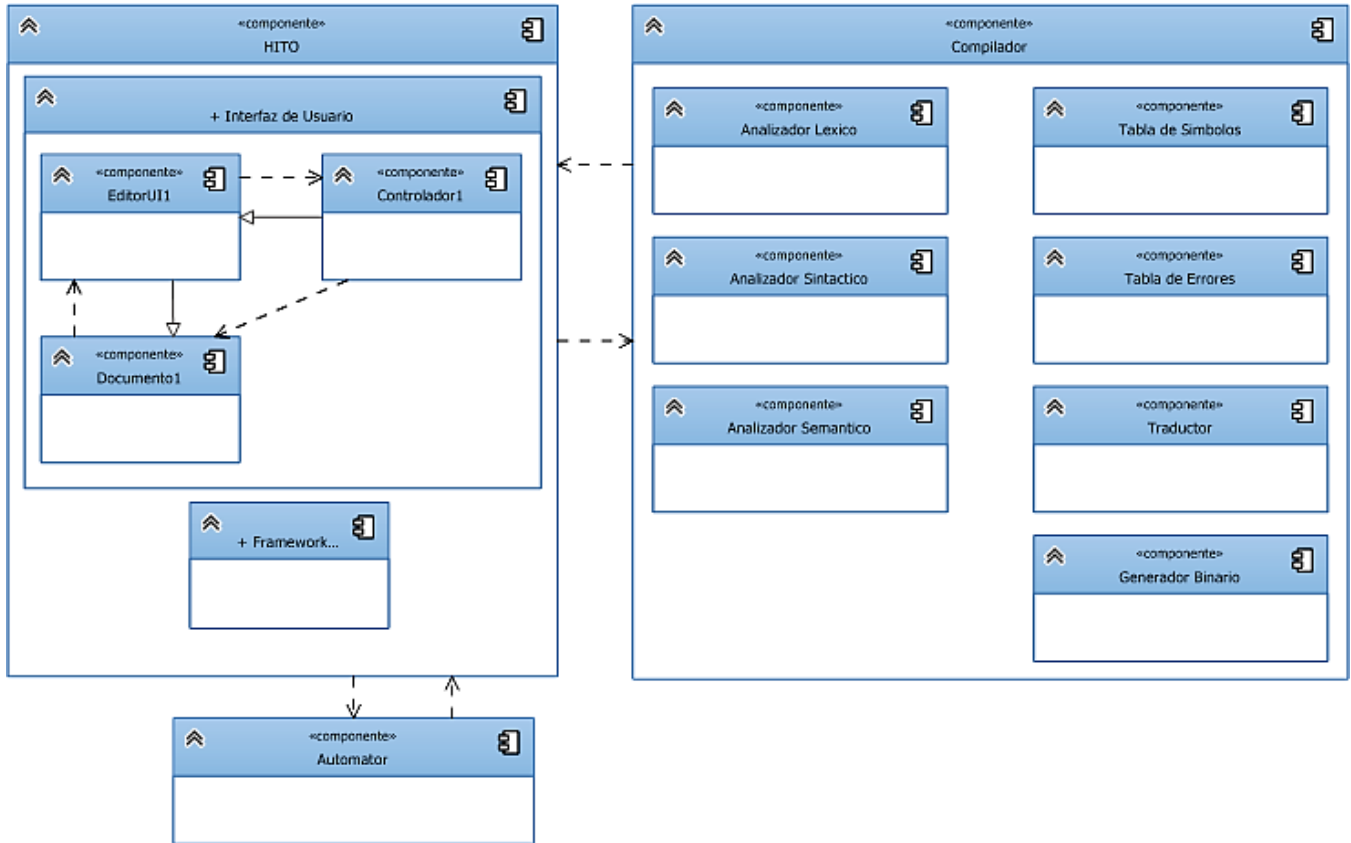 «componente»
HITO
+ Interfaz de Usuario
«componente»
EditorUI1
«componente»
Controlador1
«componente»
Documento1
+ Framework...
«componente»
Automator
«componente»
Compilador
«componente»
Analizador Lexico
«componente»
Tabla de Simbolos
«componente»
Analizador Sintactico
«componente»
Tabla de Errores
«componente»
Analizador Semantico
«componente»
Traductor
«componente»
Generador Binario